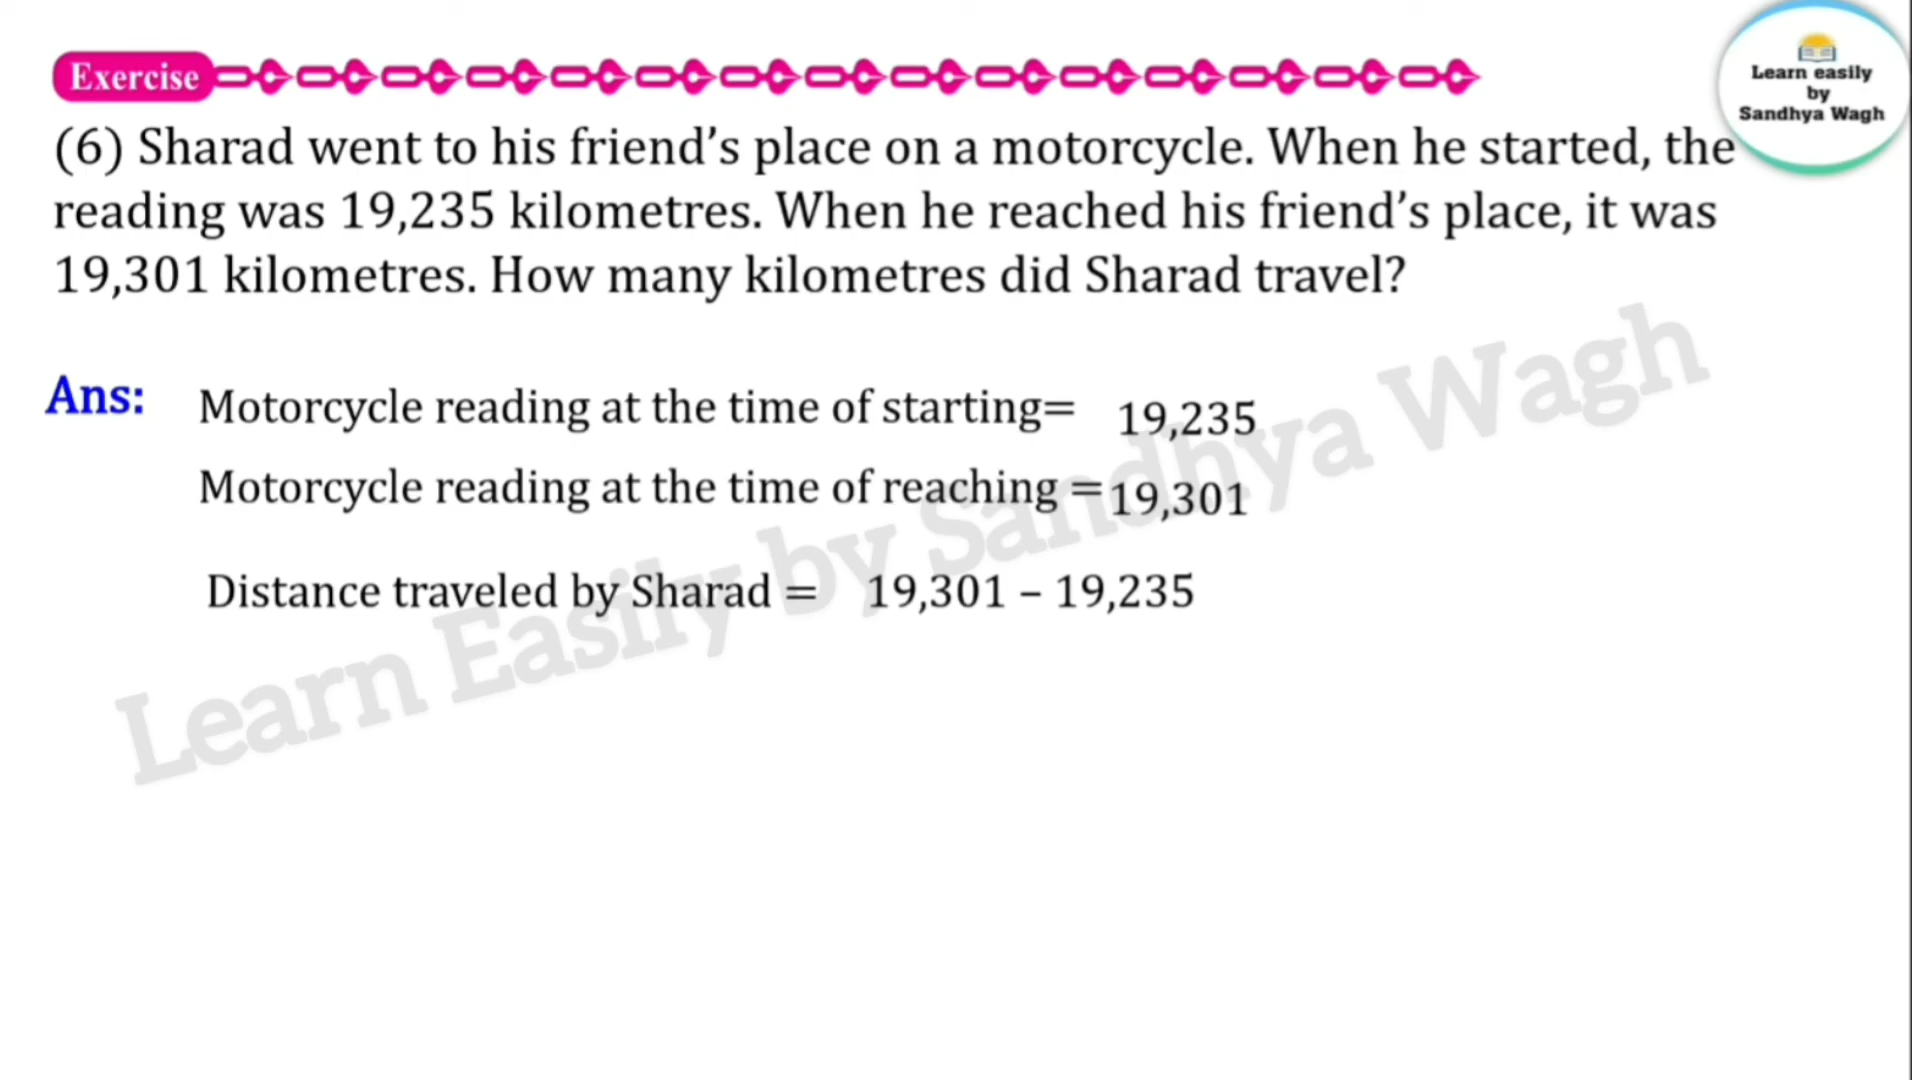 Exercise
Learn easily
by
Sandhya Wagh
(6) Sharad went to his friend’s place on a motorcycle. When he started, the
reading was 19,235 kilometres. When he reached his friend’s place, it was
19,301 kilometres. How many kilometres did Sharad travel?
Ans: Motorcycle reading at the time of starting= 19,235
Motorcycle reading at the time of reaching =19,301
Distance traveled by Sharad = 19,301 – 19,235
Learn Easily by Sandhya Wagh